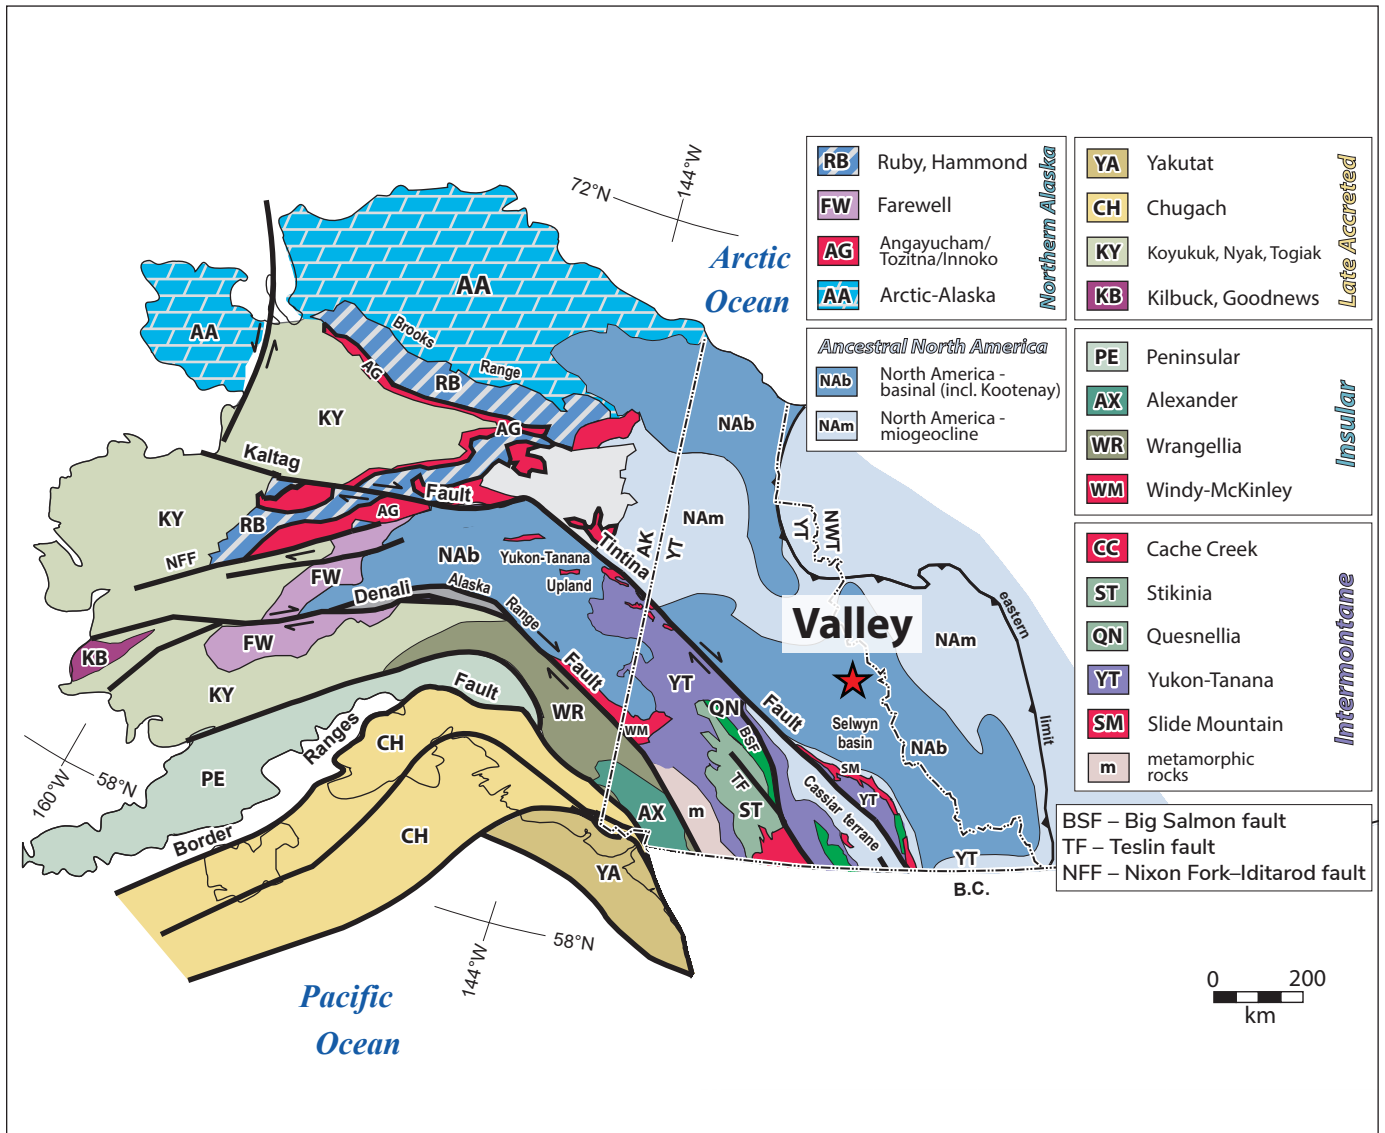 72°N
144°W
Arctic
Ocean
AA
AA
Brooks
Range
AG
RB
KY
AG
NAb
Kaltag
Fault
KY
RB
AG
NFF
FW
NAb
Yukon-Tanana
Upland
Tintina
AK
YT
NAm
YT
NWT
Denali
Alaska
Range
Fault
FW
KB
KY
Fault
WR
WM
YT
QN
BSF
TF
ST
Fault
Valley
NAm
eastern
limit
Selwyn
basin
NAb
SM
YT
Cassiar terrane
YT
B.C.
PE
Ranges
Border
CH
CH
AX
m
YA
160°W
58°N
144°W
58°N
Pacific
Ocean
RB Ruby, Hammond
FW Farewell
AG Angayucham/
Tozitna/Innoko
AA Arctic-Alaska
Northern Alaska
Ancestral North America
NAb North America -
basinal (incl. Kootenay)
NAm North America -
miogeocline
YA Yakutat
CH Chugach
KY Koyukuk, Nyak, Togiak
KB Kilbuck, Goodnews
Late Accreted
PE Peninsular
AX Alexander
WR Wrangellia
WM Windy-McKinley
Insular
CC Cache Creek
ST Stikinia
QN Quesnellia
YT Yukon-Tanana
SM Slide Mountain
m metamorphic
rocks
Intermontane
BSF – Big Salmon fault
TF – Teslin fault
NFF – Nixon Fork–Iditarod fault
0 200
km